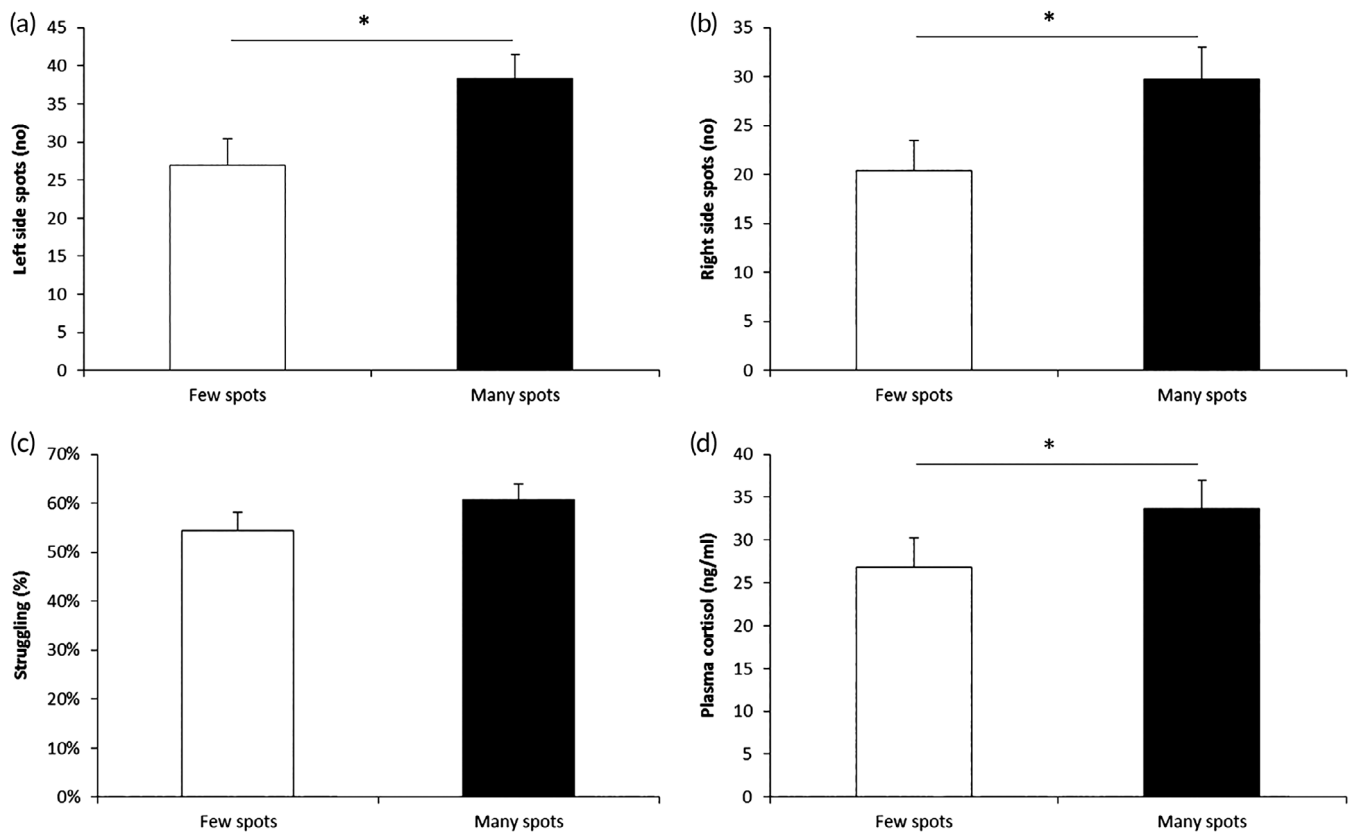 (a)
*
45
40
35
30
25
20
15
10
5
0
Left side spots (no)
Few spots
Many spots
(b)
*
35
30
25
20
15
10
5
0
Right side spots (no)
Few spots
Many spots
(c)
70%
60%
50%
40%
30%
20%
10%
0%
Struggling (%)
Few spots
Many spots
(d)
*
40
35
30
25
20
15
10
5
0
Plasma cortisol (ng/ml)
Few spots
Many spots